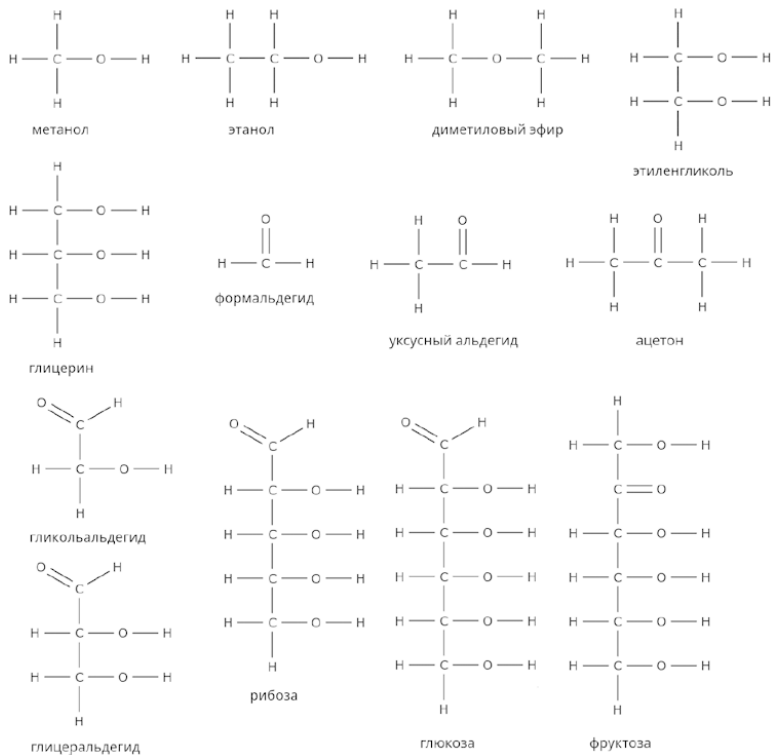 метанол
этанол
диметиловый эфир
этиленгликоль
глицерин
формальдегид
уксусный альдегид
ацетон
гликольальдегид
глицеральдегид
рибоза
глюкоза
фруктоза